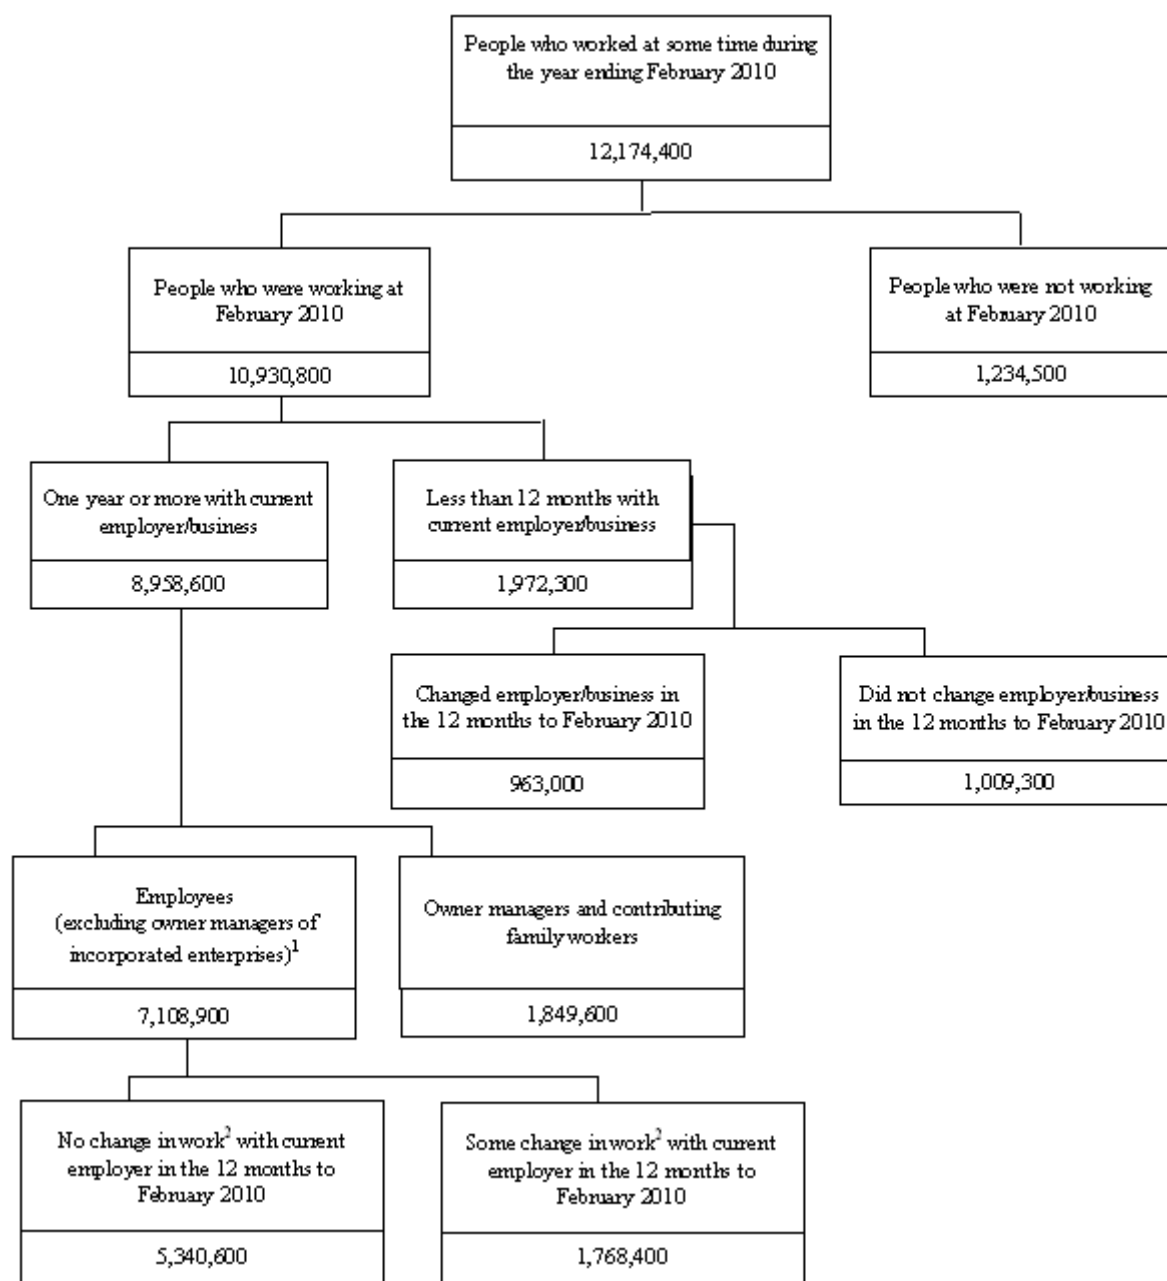 People who worked at some time during
the year ending February 2010
12,174,400
People who were working at
February 2010
10,930,800
People who were not working
at February 2010
1,234,500
One year or more with current
employer/business
8,958,600
Less than 12 months with
current employer/business
1,972,300
Changed employer/business in
the 12 months to February 2010
963,000
Did not change employer/business
in the 12 months to February 2010
1,009,300
Employees
(excluding owner managers of
incorporated enterprises)1
7,108,900
Owner managers and contributing
family workers
1,849,600
No change in work2 with current
employer in the 12 months to
February 2010
5,340,600
Some change in work2 with current
employer in the 12 months to
February 2010
1,768,400